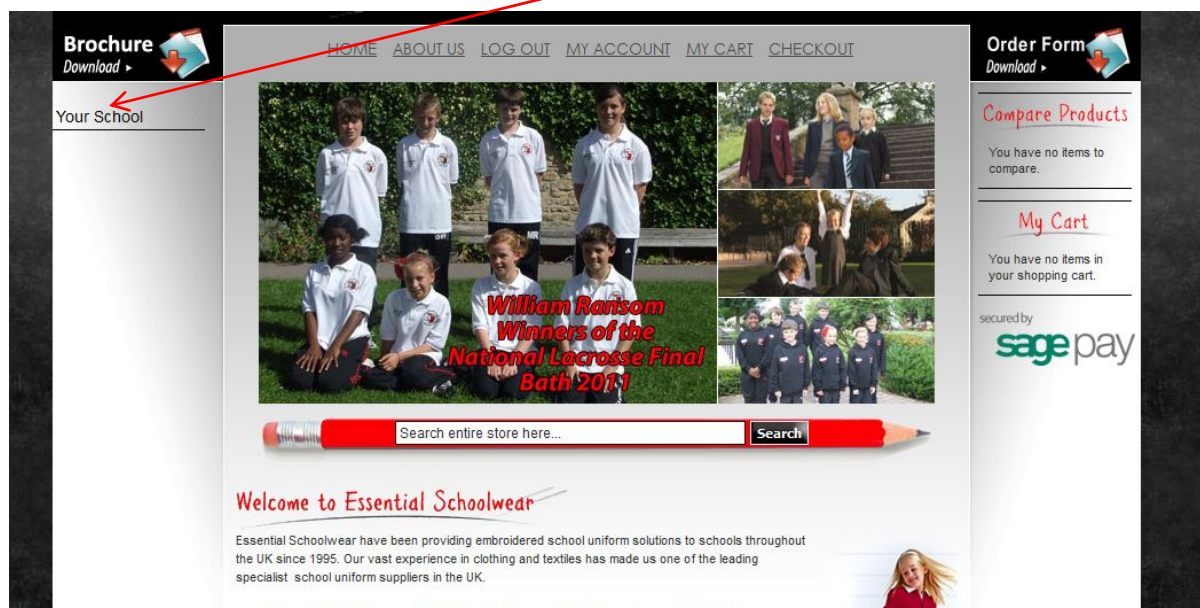 Brochure
Download ▸
HOME ABOUT US LOG OUT MY ACCOUNT MY CART CHECKOUT
Order Form
Download ▸
Your School
MR
William Ransom
Winners of the
National Lacrosse Final
Bath 2011
Compare Products
You have no items to
compare.
My Cart
You have no items in
your shopping cart.
secured by
sage pay
Search entire store here...
Search
Welcome to Essential Schoolwear
Essential Schoolwear have been providing embroidered school uniform solutions to schools throughout
the UK since 1995. Our vast experience in clothing and textiles has made us one of the leading
specialist school uniform suppliers in the UK.